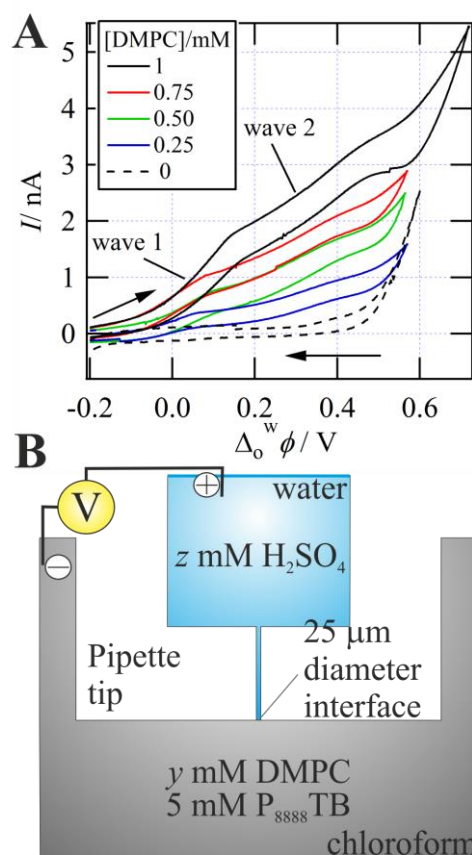 A
[DMPC]/mM
1
0.75
0.50
0.25
0
wave 2
wave 1
5
4
3
2
1
0
I/ nA
-0.2 0.0 0.2 0.4 0.6
Δ_o^w ϕ / V
B
V
+
−
water
z mM H₂SO₄
Pipette
tip
25 μm
diameter
interface
y mM DMPC
5 mM P₈₈₈₈TB
chloroform